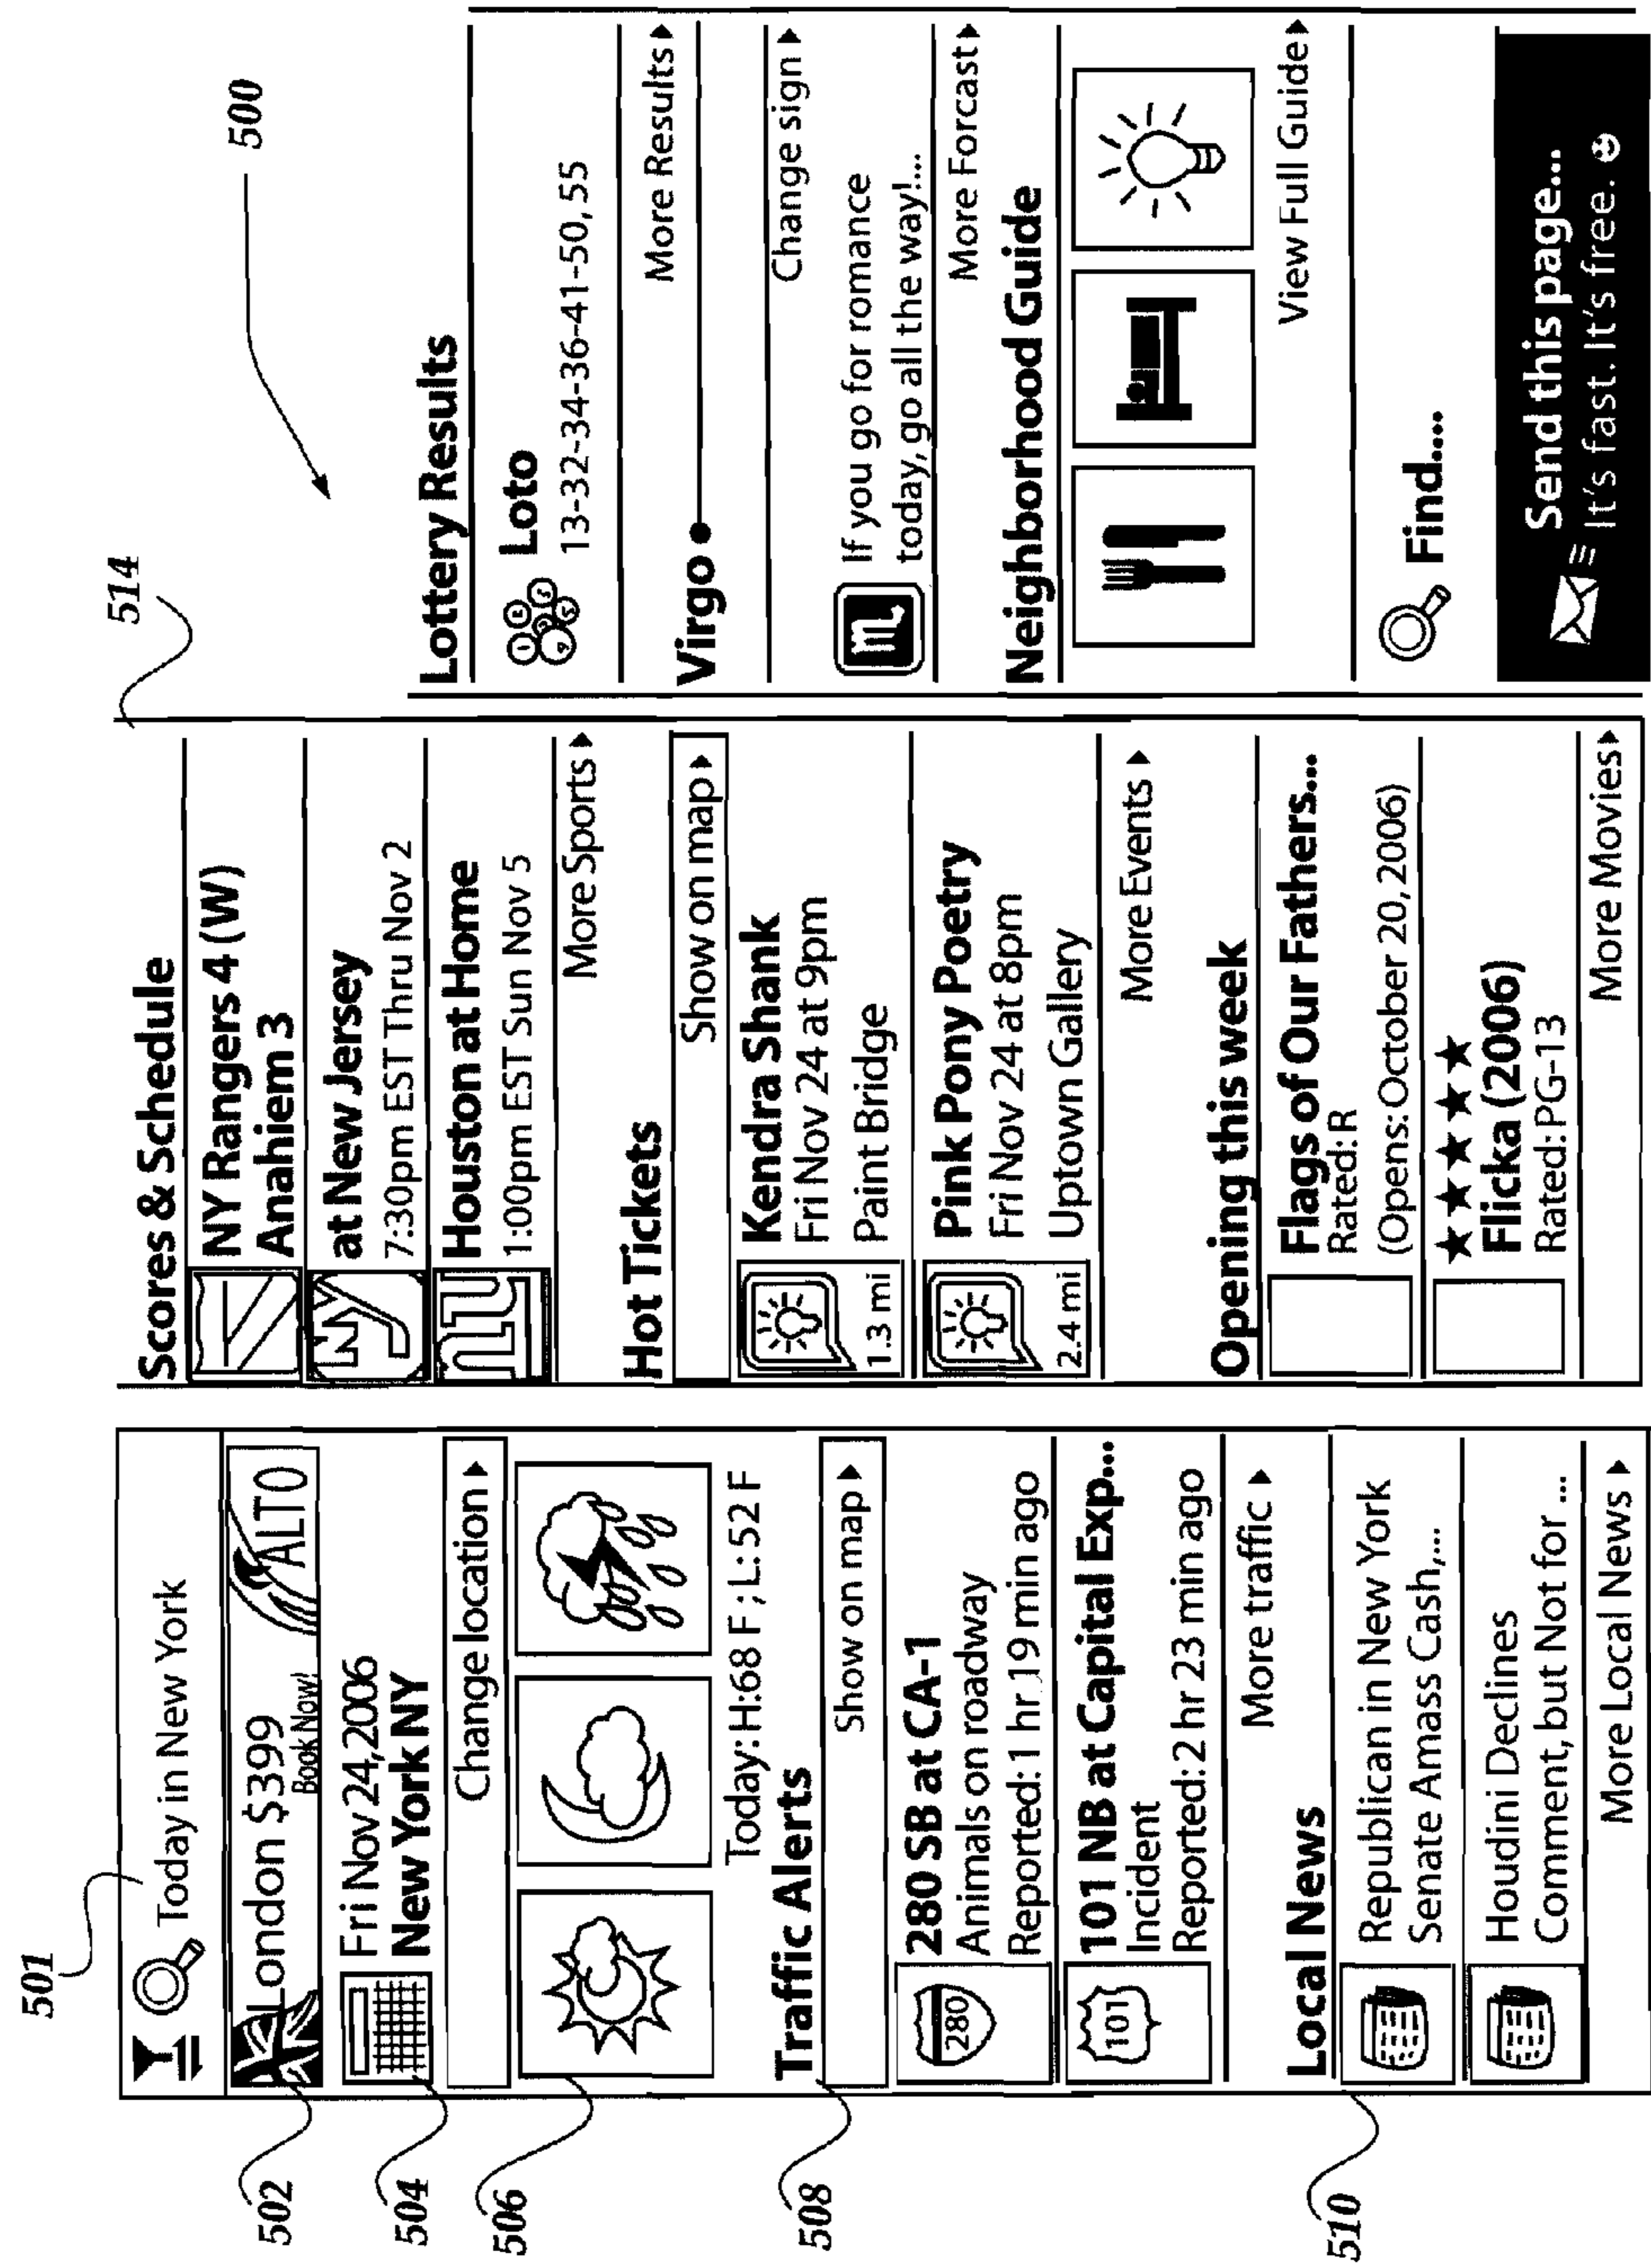 500
501
Today in New York
502
London $399
Book Now!
ALTO
504
Fri Nov 24, 2006
New York NY
Change location
506
Today: H:68 F ; L: 52 F
Traffic Alerts
508
Show on map
280
280 SB at CA-1
Animals on roadway
Reported: 1 hr 19 min ago
101
101 NB at Capital Exp...
Incident
Reported: 2 hr 23 min ago
More traffic
Local News
510
Republican in New York
Senate Amass Cash,...
Houdini Declines
Comment, but Not for ...
More Local News
514
Scores & Schedule
NY Rangers 4 (W)
Anahiem 3
NY
at New Jersey
7:30pm EST Thru Nov 2
ny
Houston at Home
1:00pm EST Sun Nov 5
More Sports
Hot Tickets
Show on map
Kendra Shank
Fri Nov 24 at 9pm
1.3 mi
Paint Bridge
Pink Pony Poetry
Fri Nov 24 at 8pm
2.4 mi
Uptown Gallery
More Events
Opening this week
Flags of Our Fathers...
Rated: R
(Opens: October 20, 2006)
Flicka (2006)
Rated: PG-13
More Movies
Lottery Results
Loto
13-32-34-36-41-50, 55
More Results
Virgo
Change sign
If you go for romance
today, go all the way!...
More Forcast
Neighborhood Guide
View Full Guide
Find....
Send this page...
It's fast. It's free.